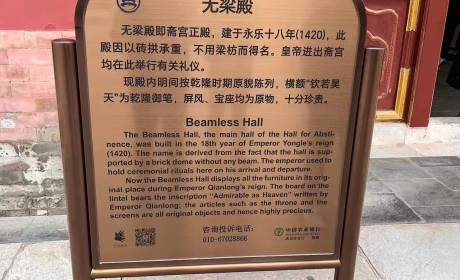 无梁殿
无梁殿即斋宫正殿，建于永乐十八年(1420)，此
殿因以砖拱承重，不用梁枋而得名。皇帝进出斋宫
均在此举行有关礼仪。
现殿内明间按乾隆时期原貌陈列，横额“钦若昊
天”为乾隆御笔，屏风、宝座均为原物，十分珍贵。
Beamless Hall
The Beamless Hall, the main hall of the Hall for Absti-
nence, was built in the 18th year of Emperor Yongle's reign
(1420). The name is derived from the fact that the hall is sup-
ported by a brick dome without any beam. The emperor used to
hold ceremonial rituals here on his arrival and departure.
Now the Beamless Hall displays all the furniture in its orig-
inal place during Emperor Qianlong's reign. The board on the
lintel bears the inscription "Admirable as Heaven" written by
Emperor Qianlong; the articles such as the throne and the
screens are all original objects and hence highly precious.
咨询投诉电话:
010-67028866
中国农业银行